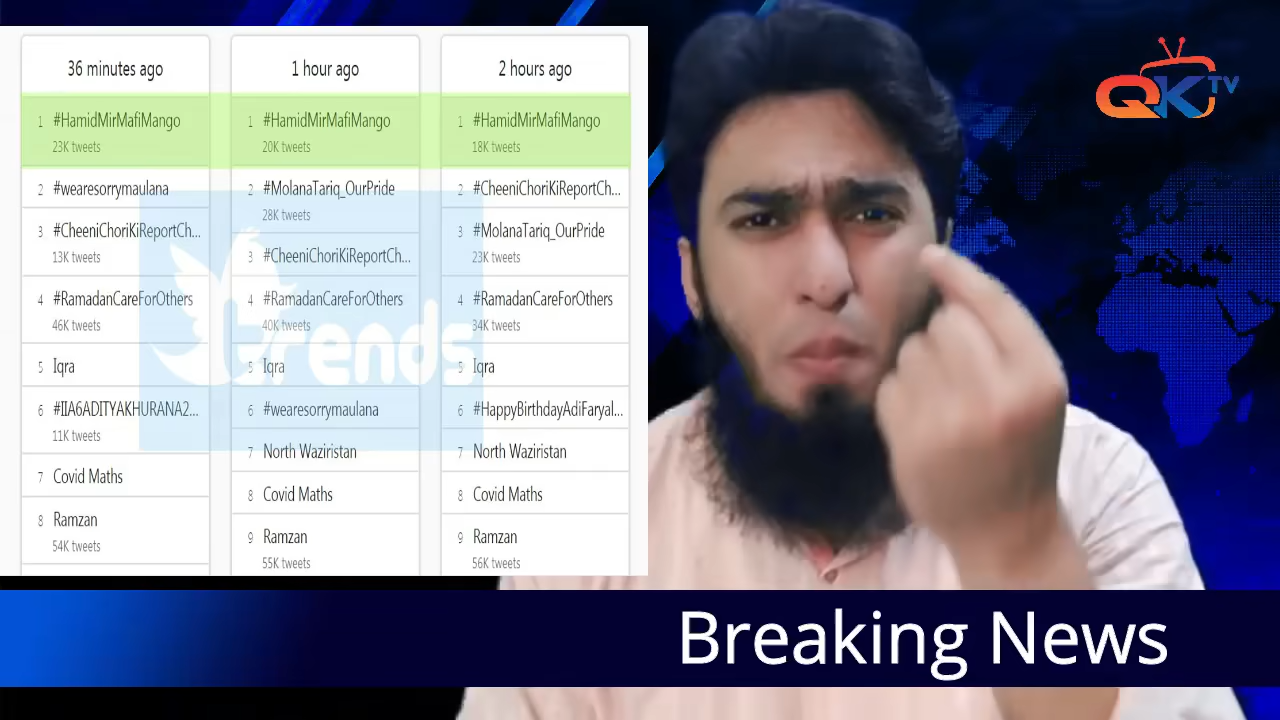 36 minutes ago
1 #HamidMirMafiMango
23K tweets
2 #wearesorrymaulana
3 #CheeniChoriKiReportCh...
13K tweets
4 #RamadanCareForOthers
46K tweets
5 Iqra
6 #IIA6ADITYAKHURANA2...
11K tweets
7 Covid Maths
8 Ramzan
54K tweets
1 hour ago
1 #HamidMirMafiMango
20K tweets
2 #MolanaTariq_OurPride
28K tweets
3 #CheeniChoriKiReportCh...
4 #RamadanCareForOthers
40K tweets
5 Iqra
6 #wearesorrymaulana
7 North Waziristan
8 Covid Maths
9 Ramzan
55K tweets
2 hours ago
1 #HamidMirMafiMango
18K tweets
2 #CheeniChoriKiReportCh...
3 #MolanaTariq_OurPride
23K tweets
4 #RamadanCareForOthers
34K tweets
5 Iqra
6 #HappyBirthdayAdiFaryal...
7 North Waziristan
8 Covid Maths
9 Ramzan
56K tweets
trends
QK TV
Breaking News